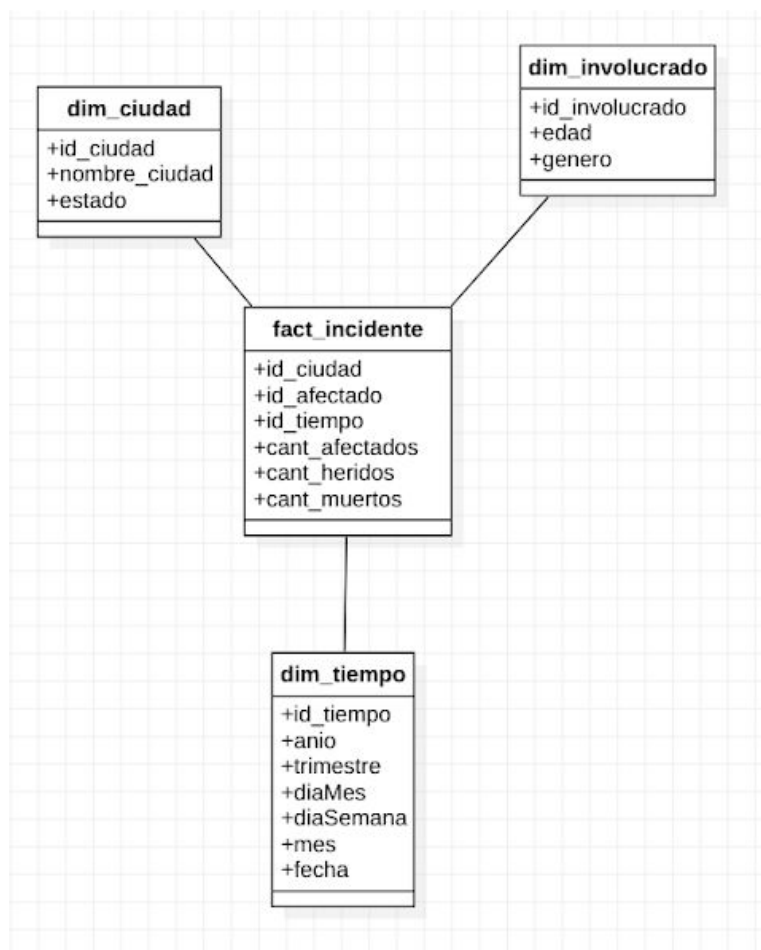 dim_ciudad
+id_ciudad
+nombre_ciudad
+estado
dim_involucrado
+id_involucrado
+edad
+genero
fact_incidente
+id_ciudad
+id_afectado
+id_tiempo
+cant_afectados
+cant_heridos
+cant_muertos
dim_tiempo
+id_tiempo
+anio
+trimestre
+diaMes
+diaSemana
+mes
+fecha